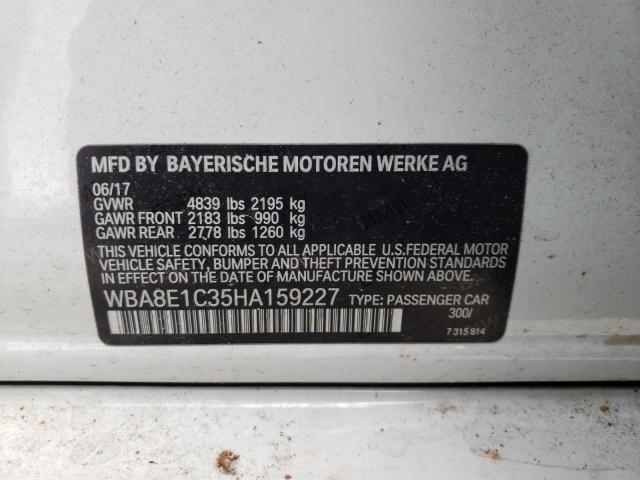 MFD BY BAYERISCHE MOTOREN WERKE AG
06/17
GVWR 4839 lbs 2195 kg
GAWR FRONT 2183 lbs 990 kg
GAWR REAR 2778 lbs 1260 kg
THIS VEHICLE CONFORMS TO ALL APPLICABLE U.S.FEDERAL MOTOR
VEHICLE SAFETY, BUMPER AND THEFT PREVENTION STANDARDS
IN EFFECT ON THE DATE OF MANUFACTURE SHOWN ABOVE.
WBA8E1C35HA159227 TYPE: PASSENGER CAR
300/
7 315 814